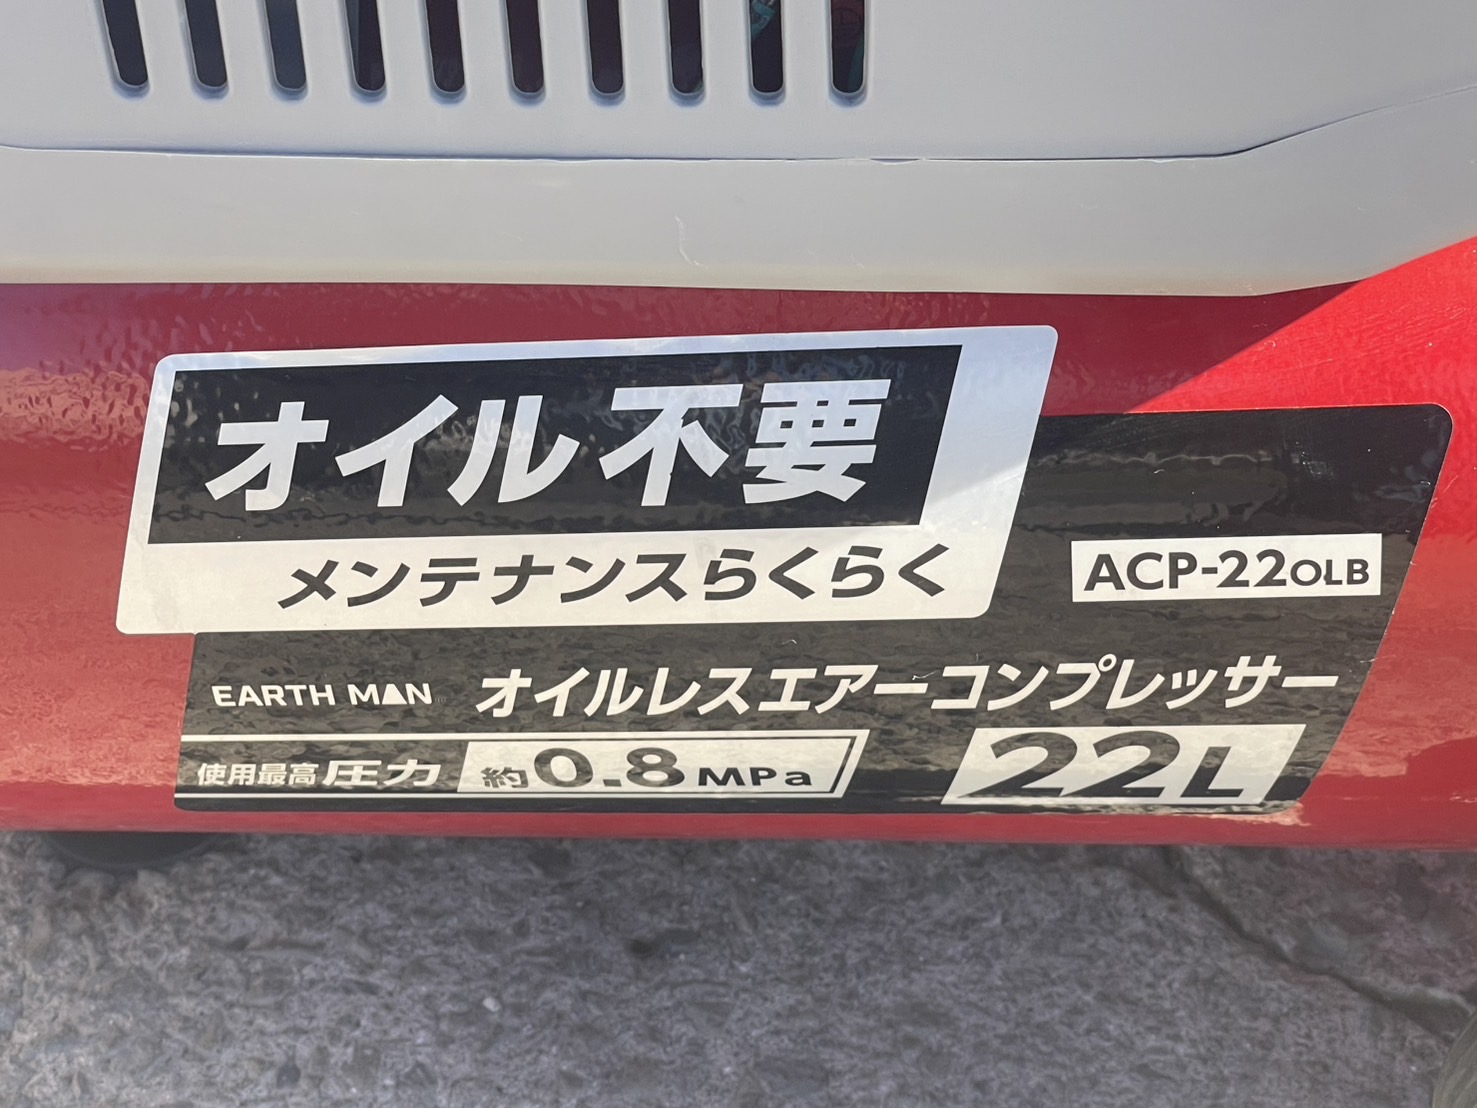 オイル不要
メンテナンスらくらく
ACP-22OLB
EARTH MAN オイルレスエアーコンプレッサー
使用最高圧力 約0.8MPa 22L